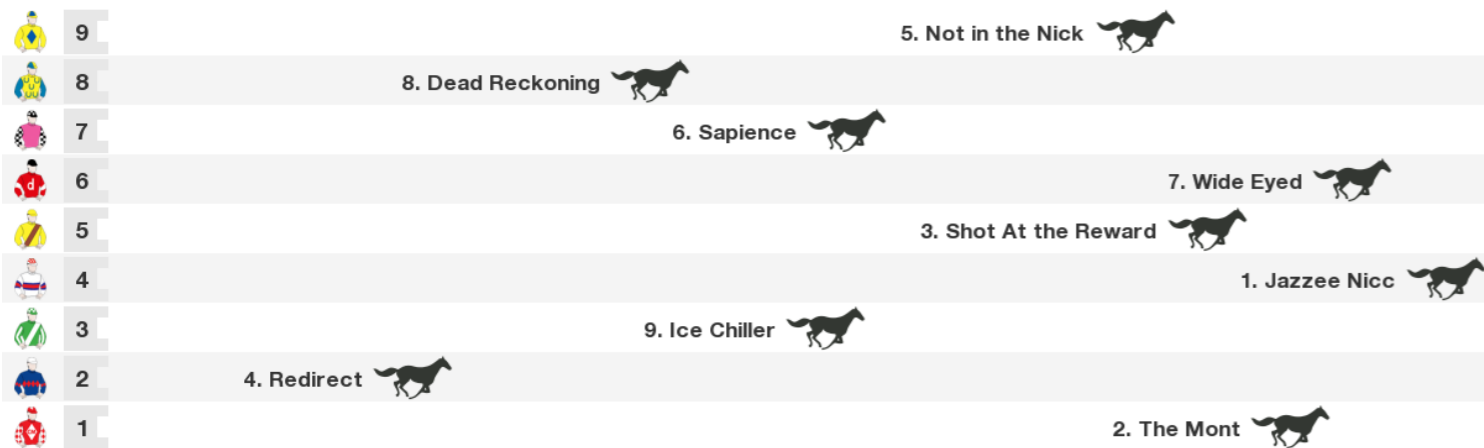 9 5. Not in the Nick
8 8. Dead Reckoning
7 6. Sapience
6 7. Wide Eyed
d
5 3. Shot At the Reward
4 1. Jazzee Nicc
3 9. Ice Chiller
2 4. Redirect
1 2. The Mont